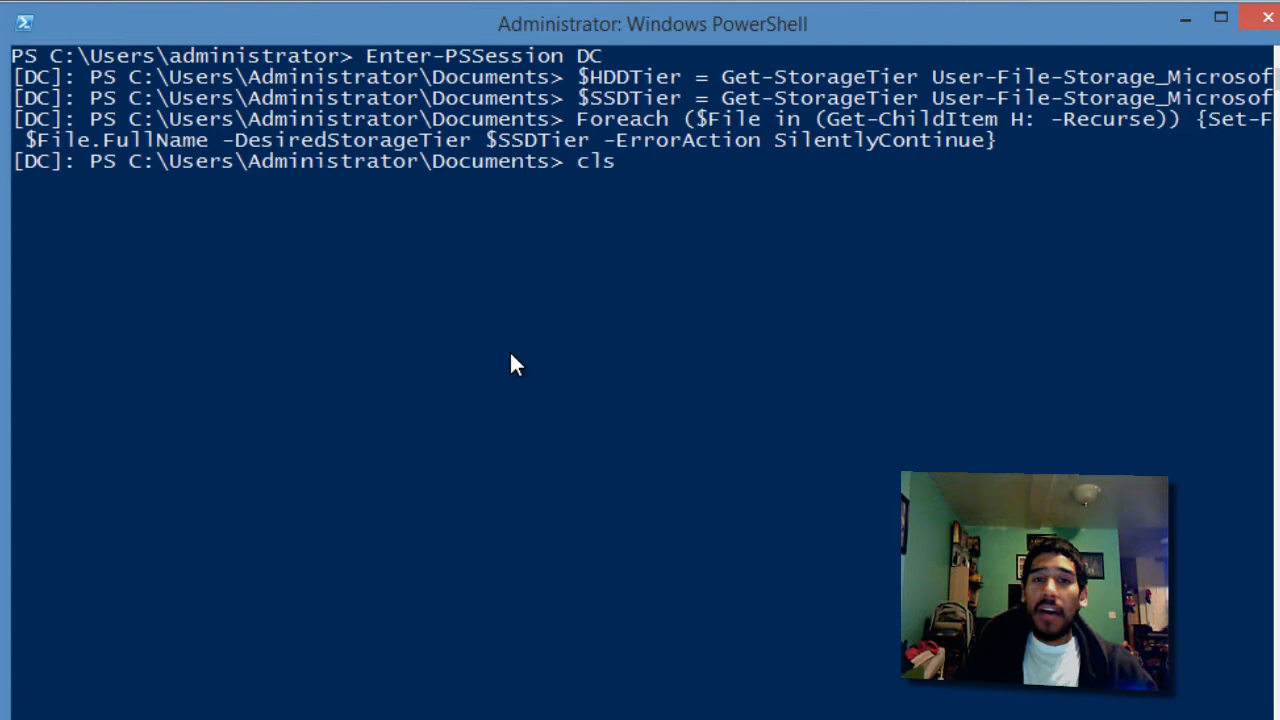 Administrator: Windows PowerShell
PS C:\Users\administrator> Enter-PSSession DC
[DC]: PS C:\Users\Administrator\Documents> $HDDTier = Get-StorageTier User-File-Storage_Microsof
[DC]: PS C:\Users\Administrator\Documents> $SSDTier = Get-StorageTier User-File-Storage_Microsof
[DC]: PS C:\Users\Administrator\Documents> Foreach ($File in (Get-ChildItem H: -Recurse)) {Set-F
$File.FullName -DesiredStorageTier $SSDTier -ErrorAction SilentlyContinue}
[DC]: PS C:\Users\Administrator\Documents> cls